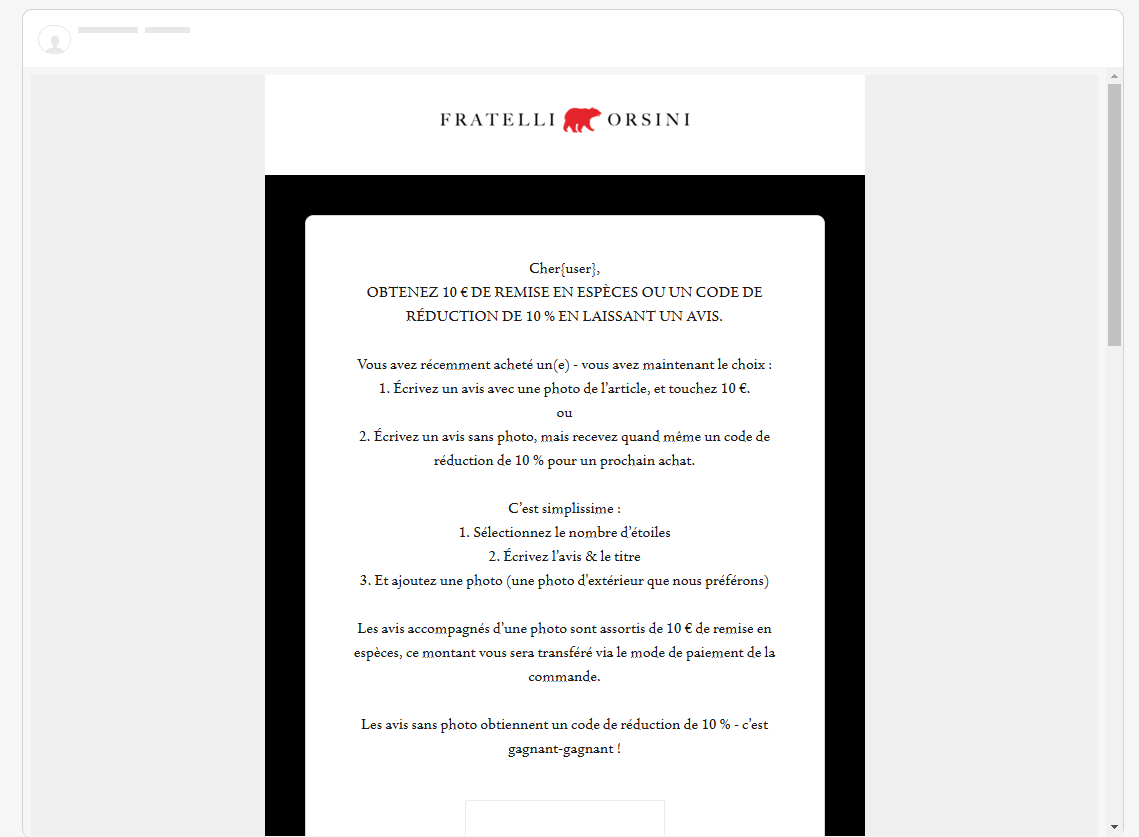 FRATELLI ORSINI
Cher{user},
OBTENEZ 10 € DE REMISE EN ESPÈCES OU UN CODE DE
RÉDUCTION DE 10 % EN LAISSANT UN AVIS.
Vous avez récemment acheté un(e) - vous avez maintenant le choix :
1. Écrivez un avis avec une photo de l’article, et touchez 10 €.
ou
2. Écrivez un avis sans photo, mais recevez quand même un code de
réduction de 10 % pour un prochain achat.
C’est simplissime :
1. Sélectionnez le nombre d’étoiles
2. Écrivez l’avis & le titre
3. Et ajoutez une photo (une photo d'extérieur que nous préférons)
Les avis accompagnés d’une photo sont assortis de 10 € de remise en
espèces, ce montant vous sera transféré via le mode de paiement de la
commande.
Les avis sans photo obtiennent un code de réduction de 10 % - c’est
gagnant-gagnant !